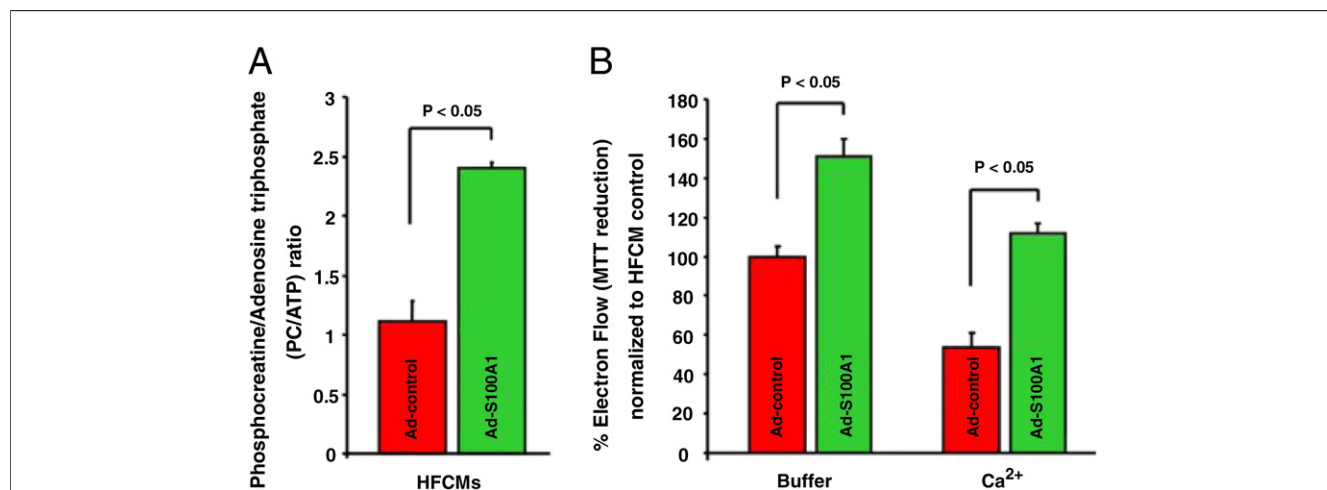 A
Phosphocreatine/Adenosine triphosphate
(PC/ATP) ratio
3
2.5
2
1.5
1
0.5
0
P < 0.05
Ad-control
Ad-S100A1
HFCMs
B
% Electron Flow (MTT reduction)
normalized to HFCM control
180
160
140
120
100
80
60
40
20
0
P < 0.05
P < 0.05
Ad-control
Ad-S100A1
Ad-control
Ad-S100A1
Buffer
Ca²⁺